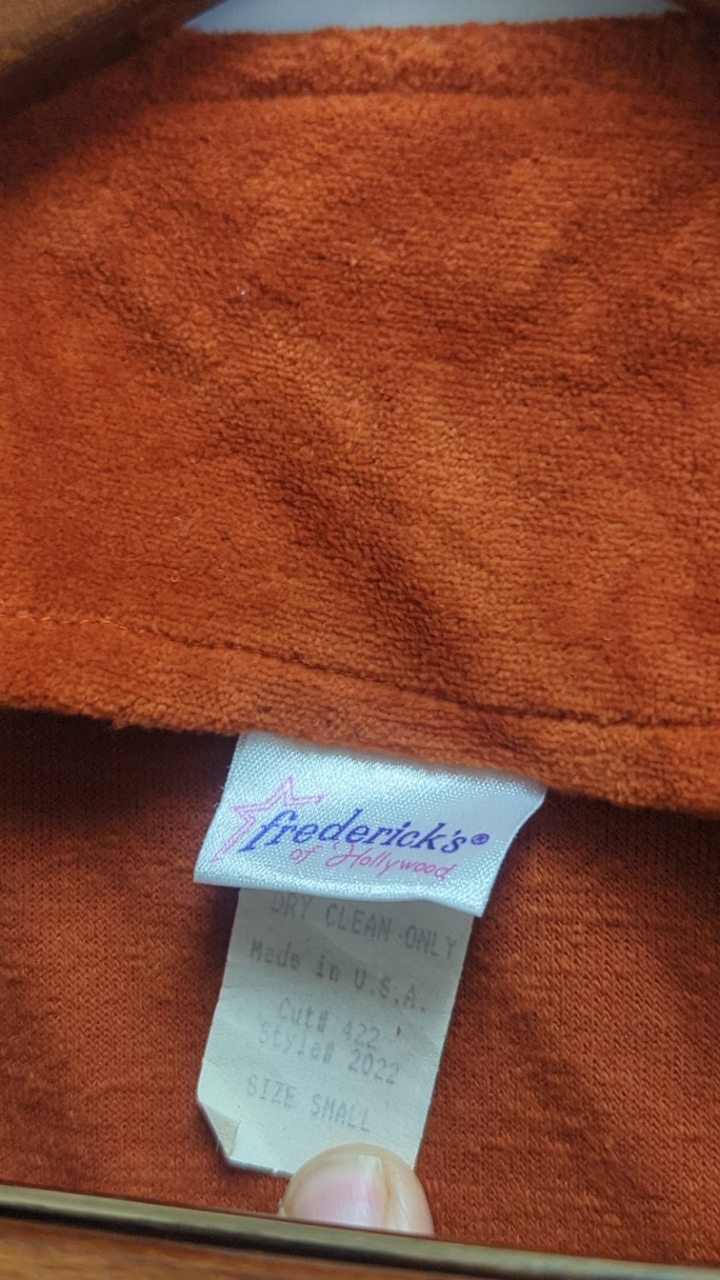 frederick's®
of Hollywood
DRY CLEAN ONLY
Made in U.S.A.
Cut# 422
Style# 2022
SIZE SMALL